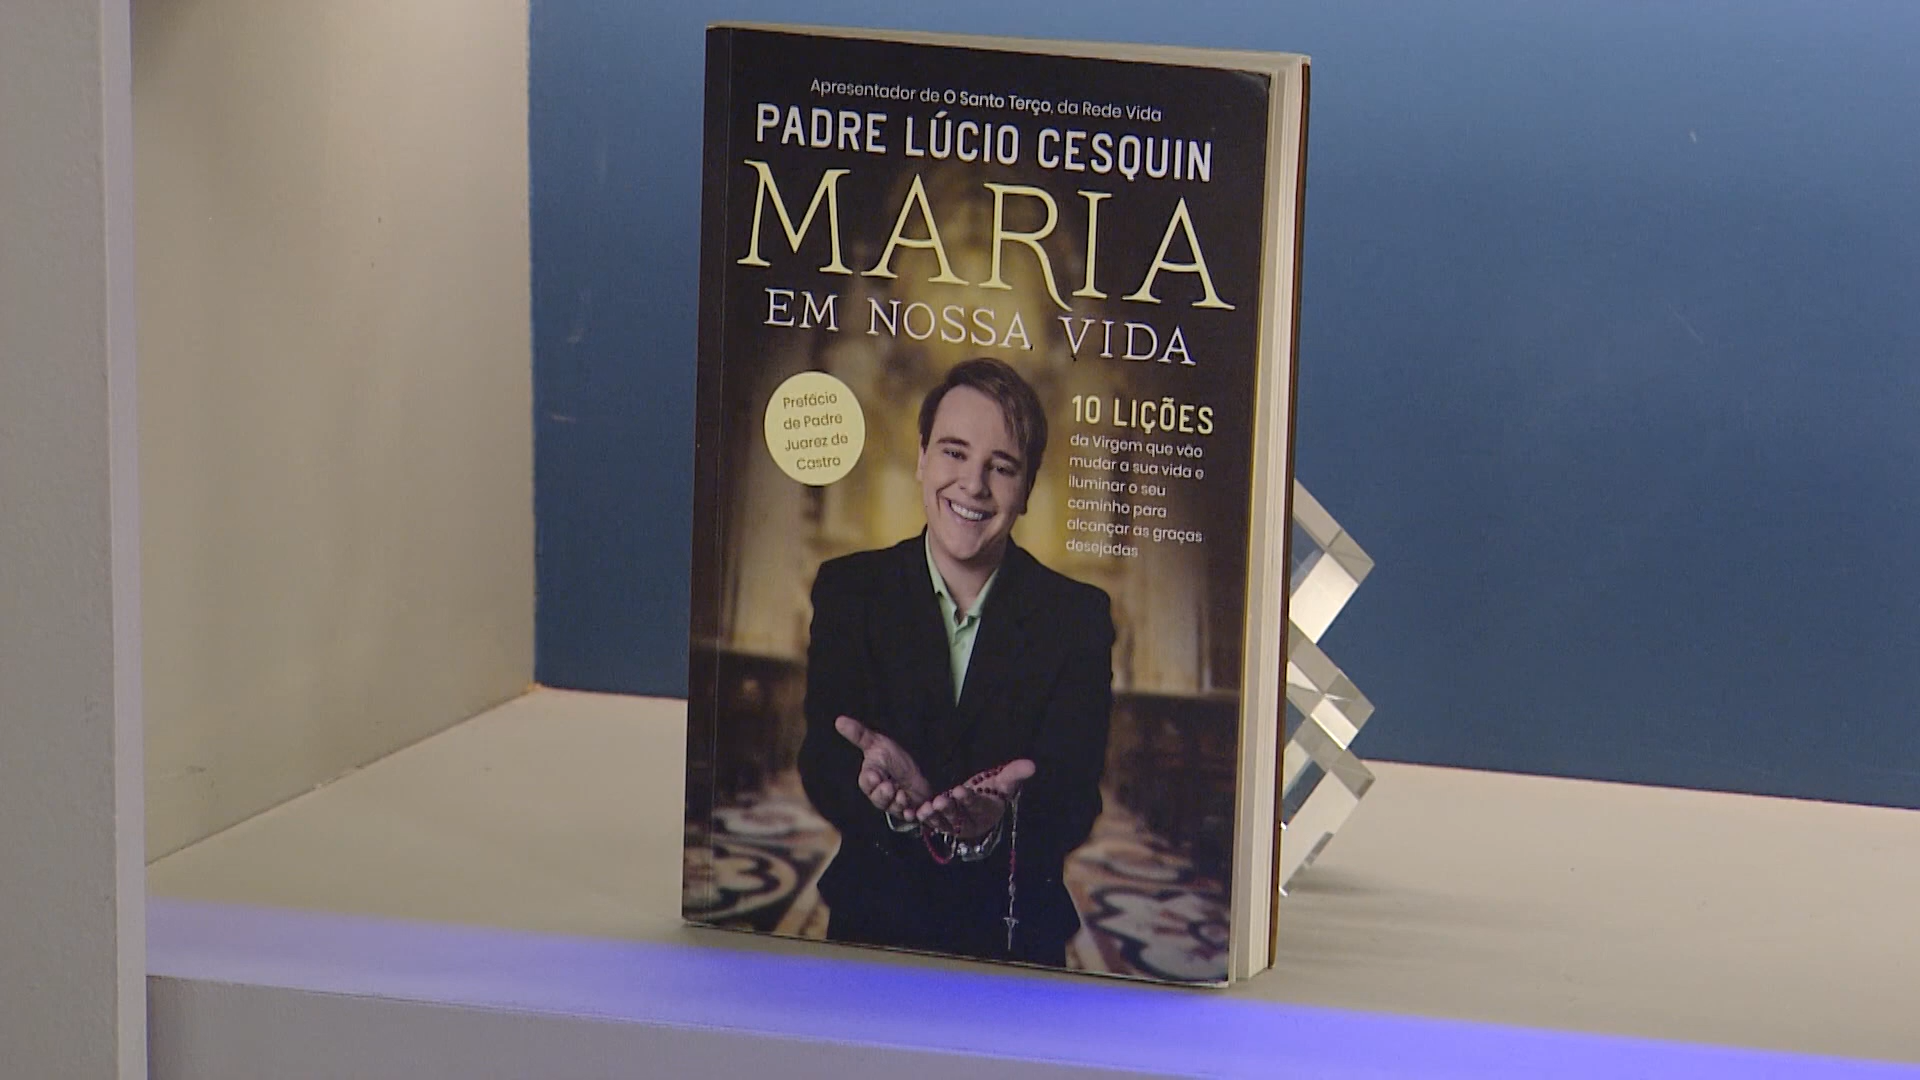 Apresentador de O Santo Terço, da Rede Vida
PADRE LÚCIO CESQUIN
MARIA
EM NOSSA VIDA
Prefácio
de Padre
Juarez de
Castro
10 LIÇÕES
da Virgem que vão
mudar a sua vida e
iluminar o seu
caminho para
alcançar as graças
desejadas